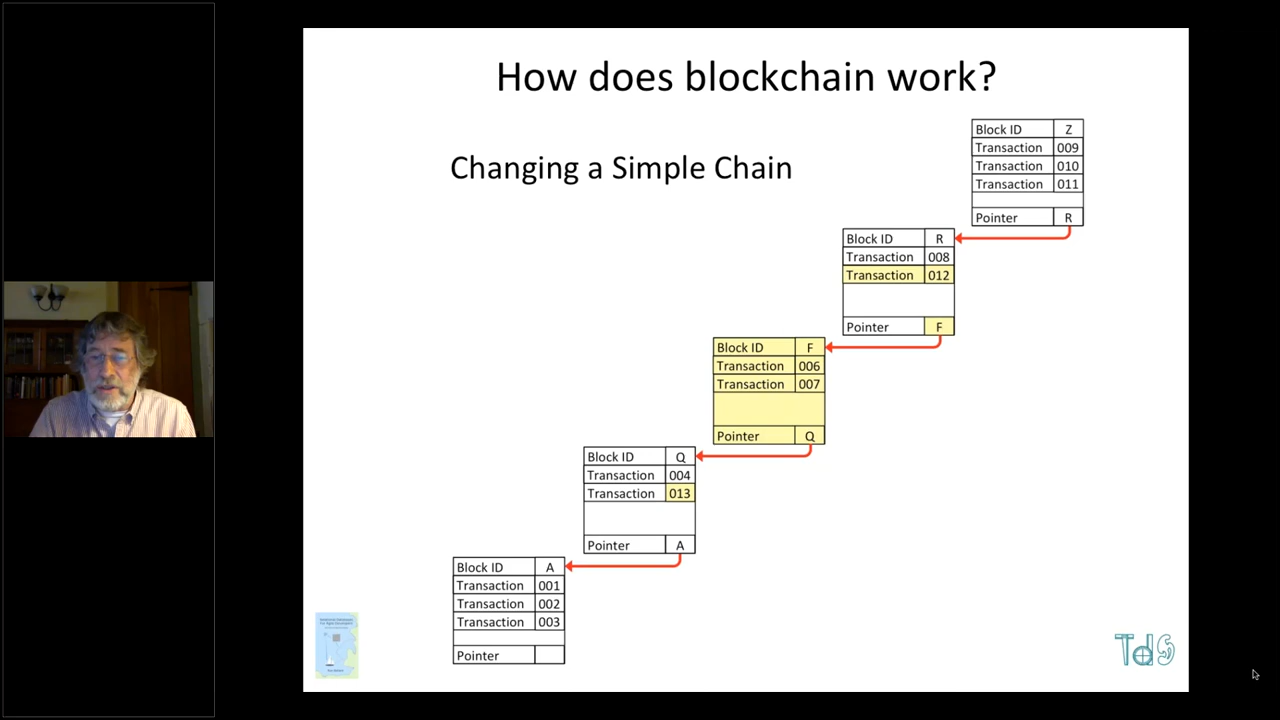 How does blockchain work?
Changing a Simple Chain
Block ID Z
Transaction 009
Transaction 010
Transaction 011
Pointer R
Block ID R
Transaction 008
Transaction 012
Pointer F
Block ID F
Transaction 006
Transaction 007
Pointer Q
Block ID Q
Transaction 004
Transaction 013
Pointer A
Block ID A
Transaction 001
Transaction 002
Transaction 003
Pointer
TdS